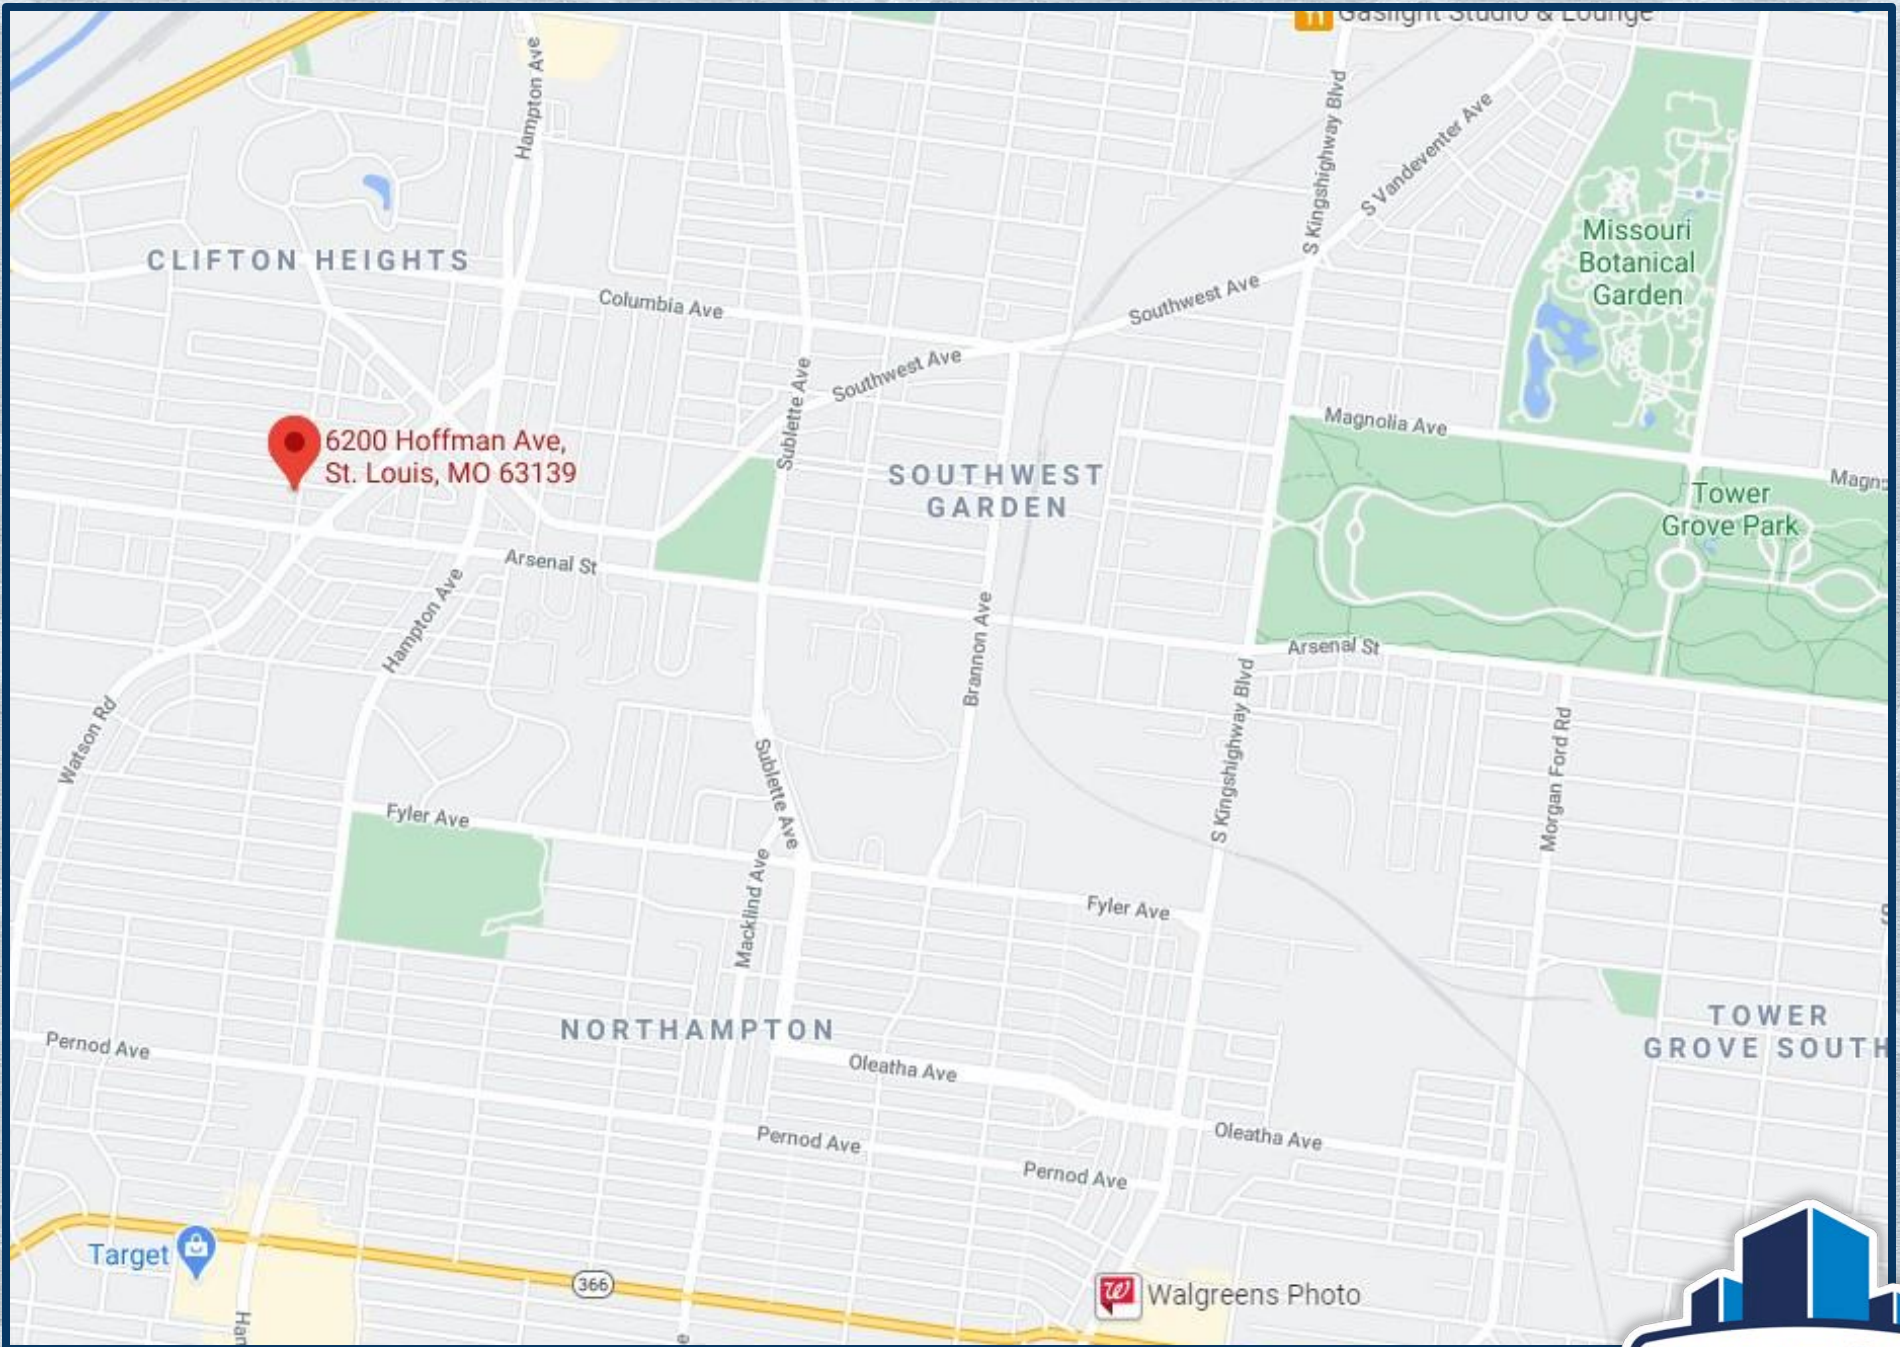 Gaslight Studio & Lounge
Hampton Ave
S Kingshighway Blvd
S Vandeventer Ave
Missouri
Botanical
Garden
CLIFTON HEIGHTS
Columbia Ave
Southwest Ave
Southwest Ave
Sublette Ave
Magnolia Ave
6200 Hoffman Ave,
St. Louis, MO 63139
SOUTHWEST
GARDEN
Magno
Tower
Grove Park
Arsenal St
Hampton Ave
Brannon Ave
Arsenal St
S Kingshighway Blvd
Watson Rd
Morgan Ford Rd
Sublette Ave
Fyler Ave
Macklind Ave
Fyler Ave
NORTHAMPTON
TOWER
GROVE SOUTH
Pernod Ave
Oleatha Ave
Pernod Ave
Oleatha Ave
Pernod Ave
Target
366
Walgreens Photo
Han
e